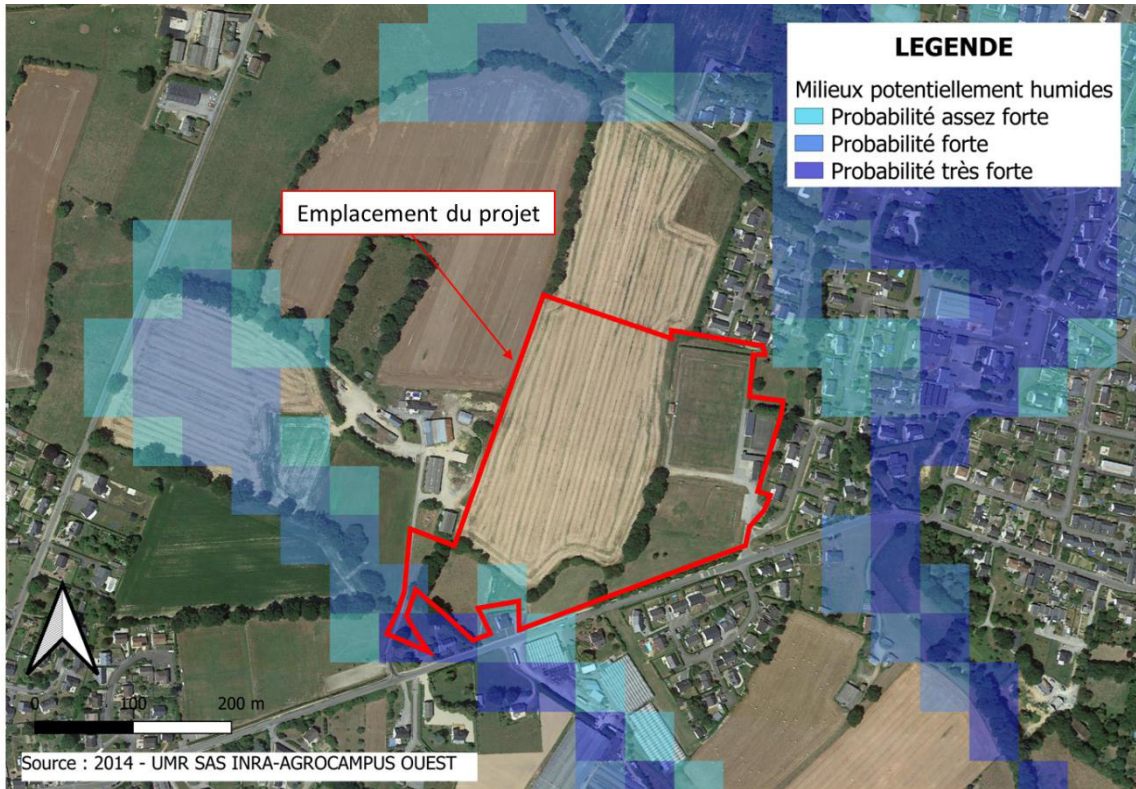 LEGENDE
Milieux potentiellement humides
Probabilité assez forte
Probabilité forte
Probabilité très forte
Emplacement du projet
0 100 200 m
Source : 2014 - UMR SAS INRA-AGROCAMPUS OUEST